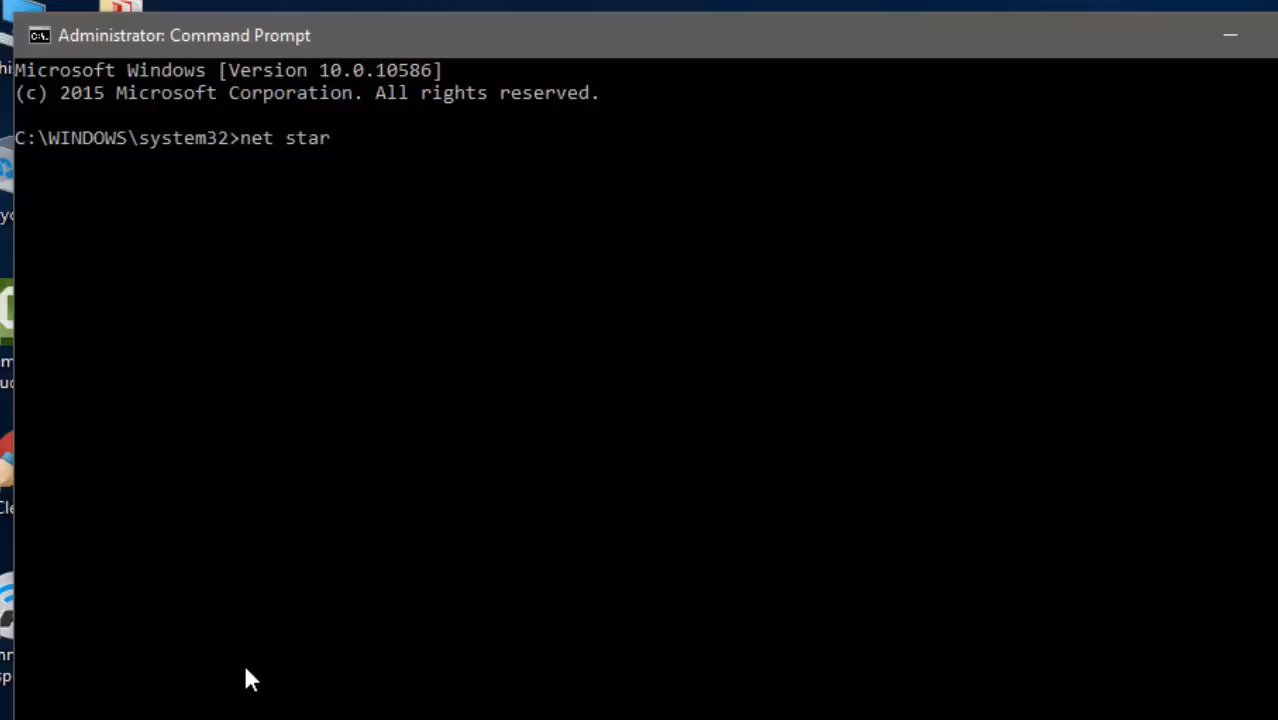 Administrator: Command Prompt
Microsoft Windows [Version 10.0.10586]
(c) 2015 Microsoft Corporation. All rights reserved.
C:\WINDOWS\system32>net star